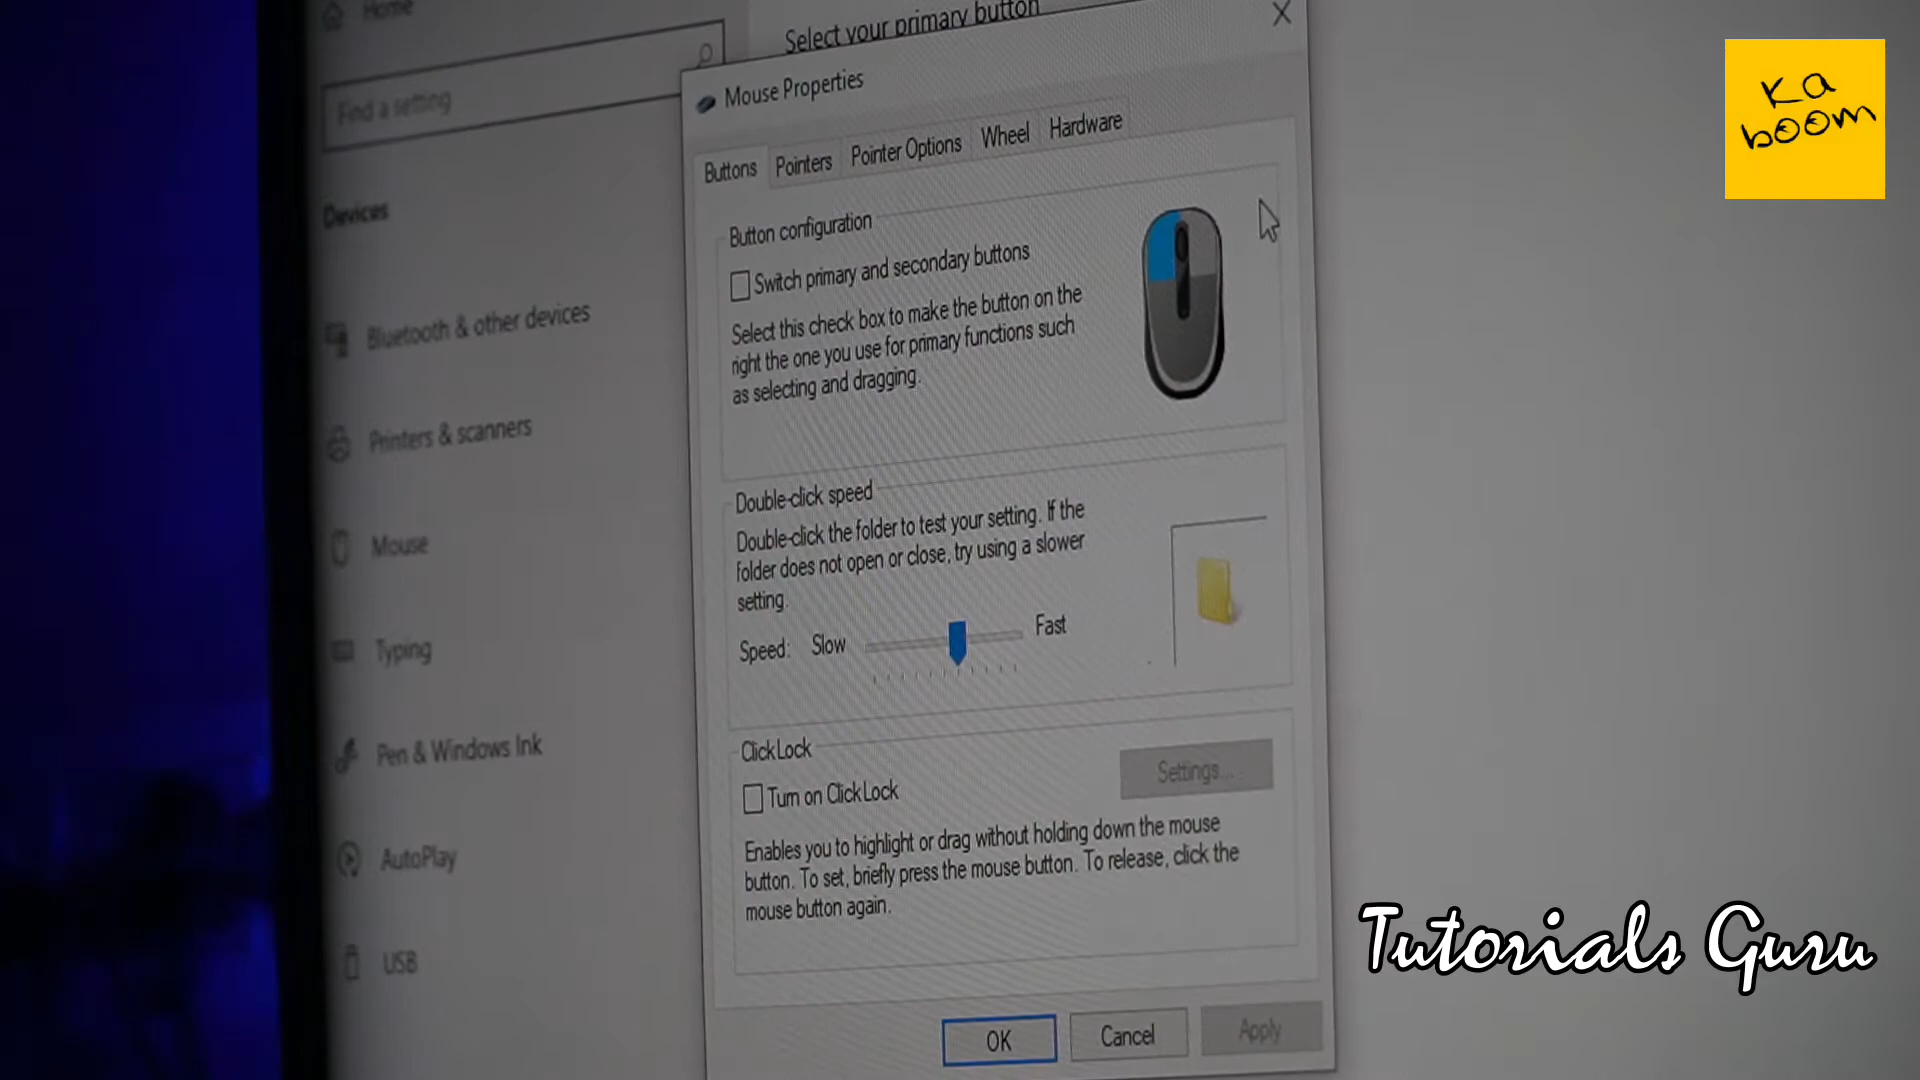 Home
Find a setting
Devices
Bluetooth & other devices
Printers & scanners
Mouse
Typing
Pen & Windows Ink
AutoPlay
USB
Select your primary button
Mouse Properties
Buttons
Pointers
Pointer Options
Wheel
Hardware
Button configuration
Switch primary and secondary buttons
Select this check box to make the button on the
right the one you use for primary functions such
as selecting and dragging.
Double-click speed
Double-click the folder to test your setting. If the
folder does not open or close, try using a slower
setting.
Speed: Slow Fast
ClickLock
Turn on ClickLock
Settings...
Enables you to highlight or drag without holding down the mouse
button. To set, briefly press the mouse button. To release, click the
mouse button again.
OK
Cancel
Apply
Ka
boom
Tutorials Guru